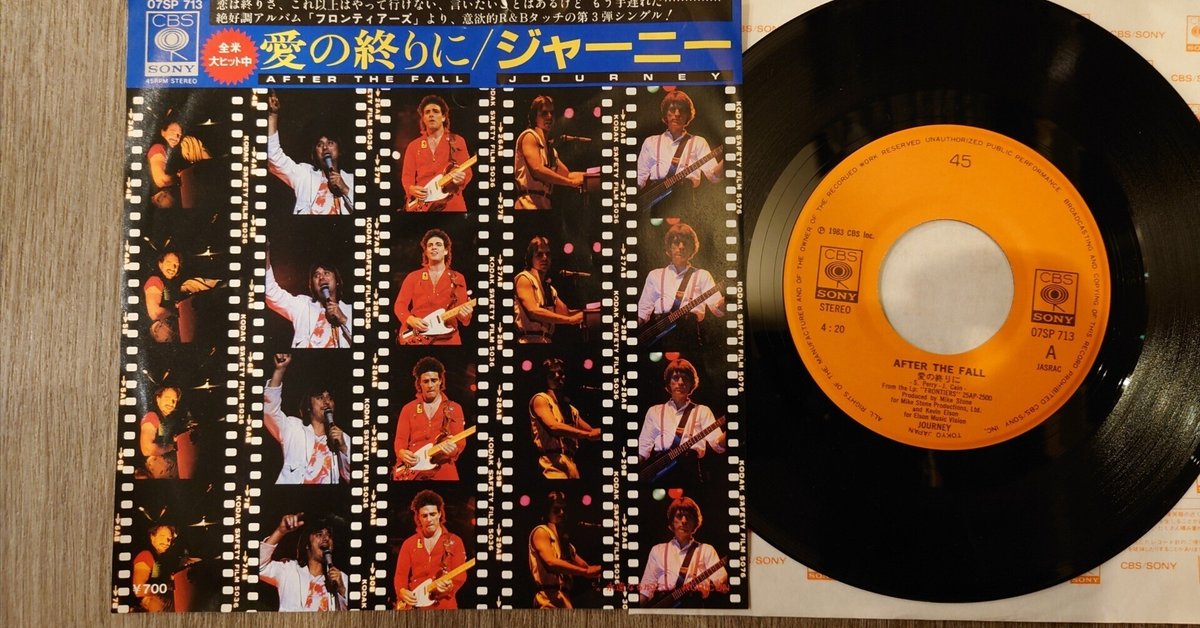 07SP 713
恋は終りさ、これ以上はやって行けない、言いたいことはあるけど もう手遅れた‥‥‥‥
絶好調アルバム「フロンティアーズ」より、意欲的R&Bタッチの第3弾シングル!
CBS
SONY
45RPM STEREO
全米
大ヒット中
愛の終りに/ジャーニー
AFTER THE FALL JOURNEY
KODAK SAFETY FILM 5036
KODAK SAFETY FILM 5076
¥700
45
ALL RIGHTS OF THE MANUFACTURER AND OF THE OWNER OF THE RECORDED WORK RESERVED UNAUTHORIZED PUBLIC PERFORMANCE BROADCASTING AND COPYING OF THIS RECORD PROHIBITED CBS/SONY INC. TOKYO JAPAN
℗ 1983 CBS Inc.
CBS
SONY
STEREO
4:20
CBS
SONY
07SP 713
A
JASRAC
AFTER THE FALL
愛の終りに
- S. Perry - J. Cain -
From the LP "FRONTIERS" 25AP-2500
Produced by Mike Stone
for Mike Stone Productions, Ltd.
and Kevin Elson
for Elson Music Vision
JOURNEY
CBS/SONY
CBS/SONY
SONY